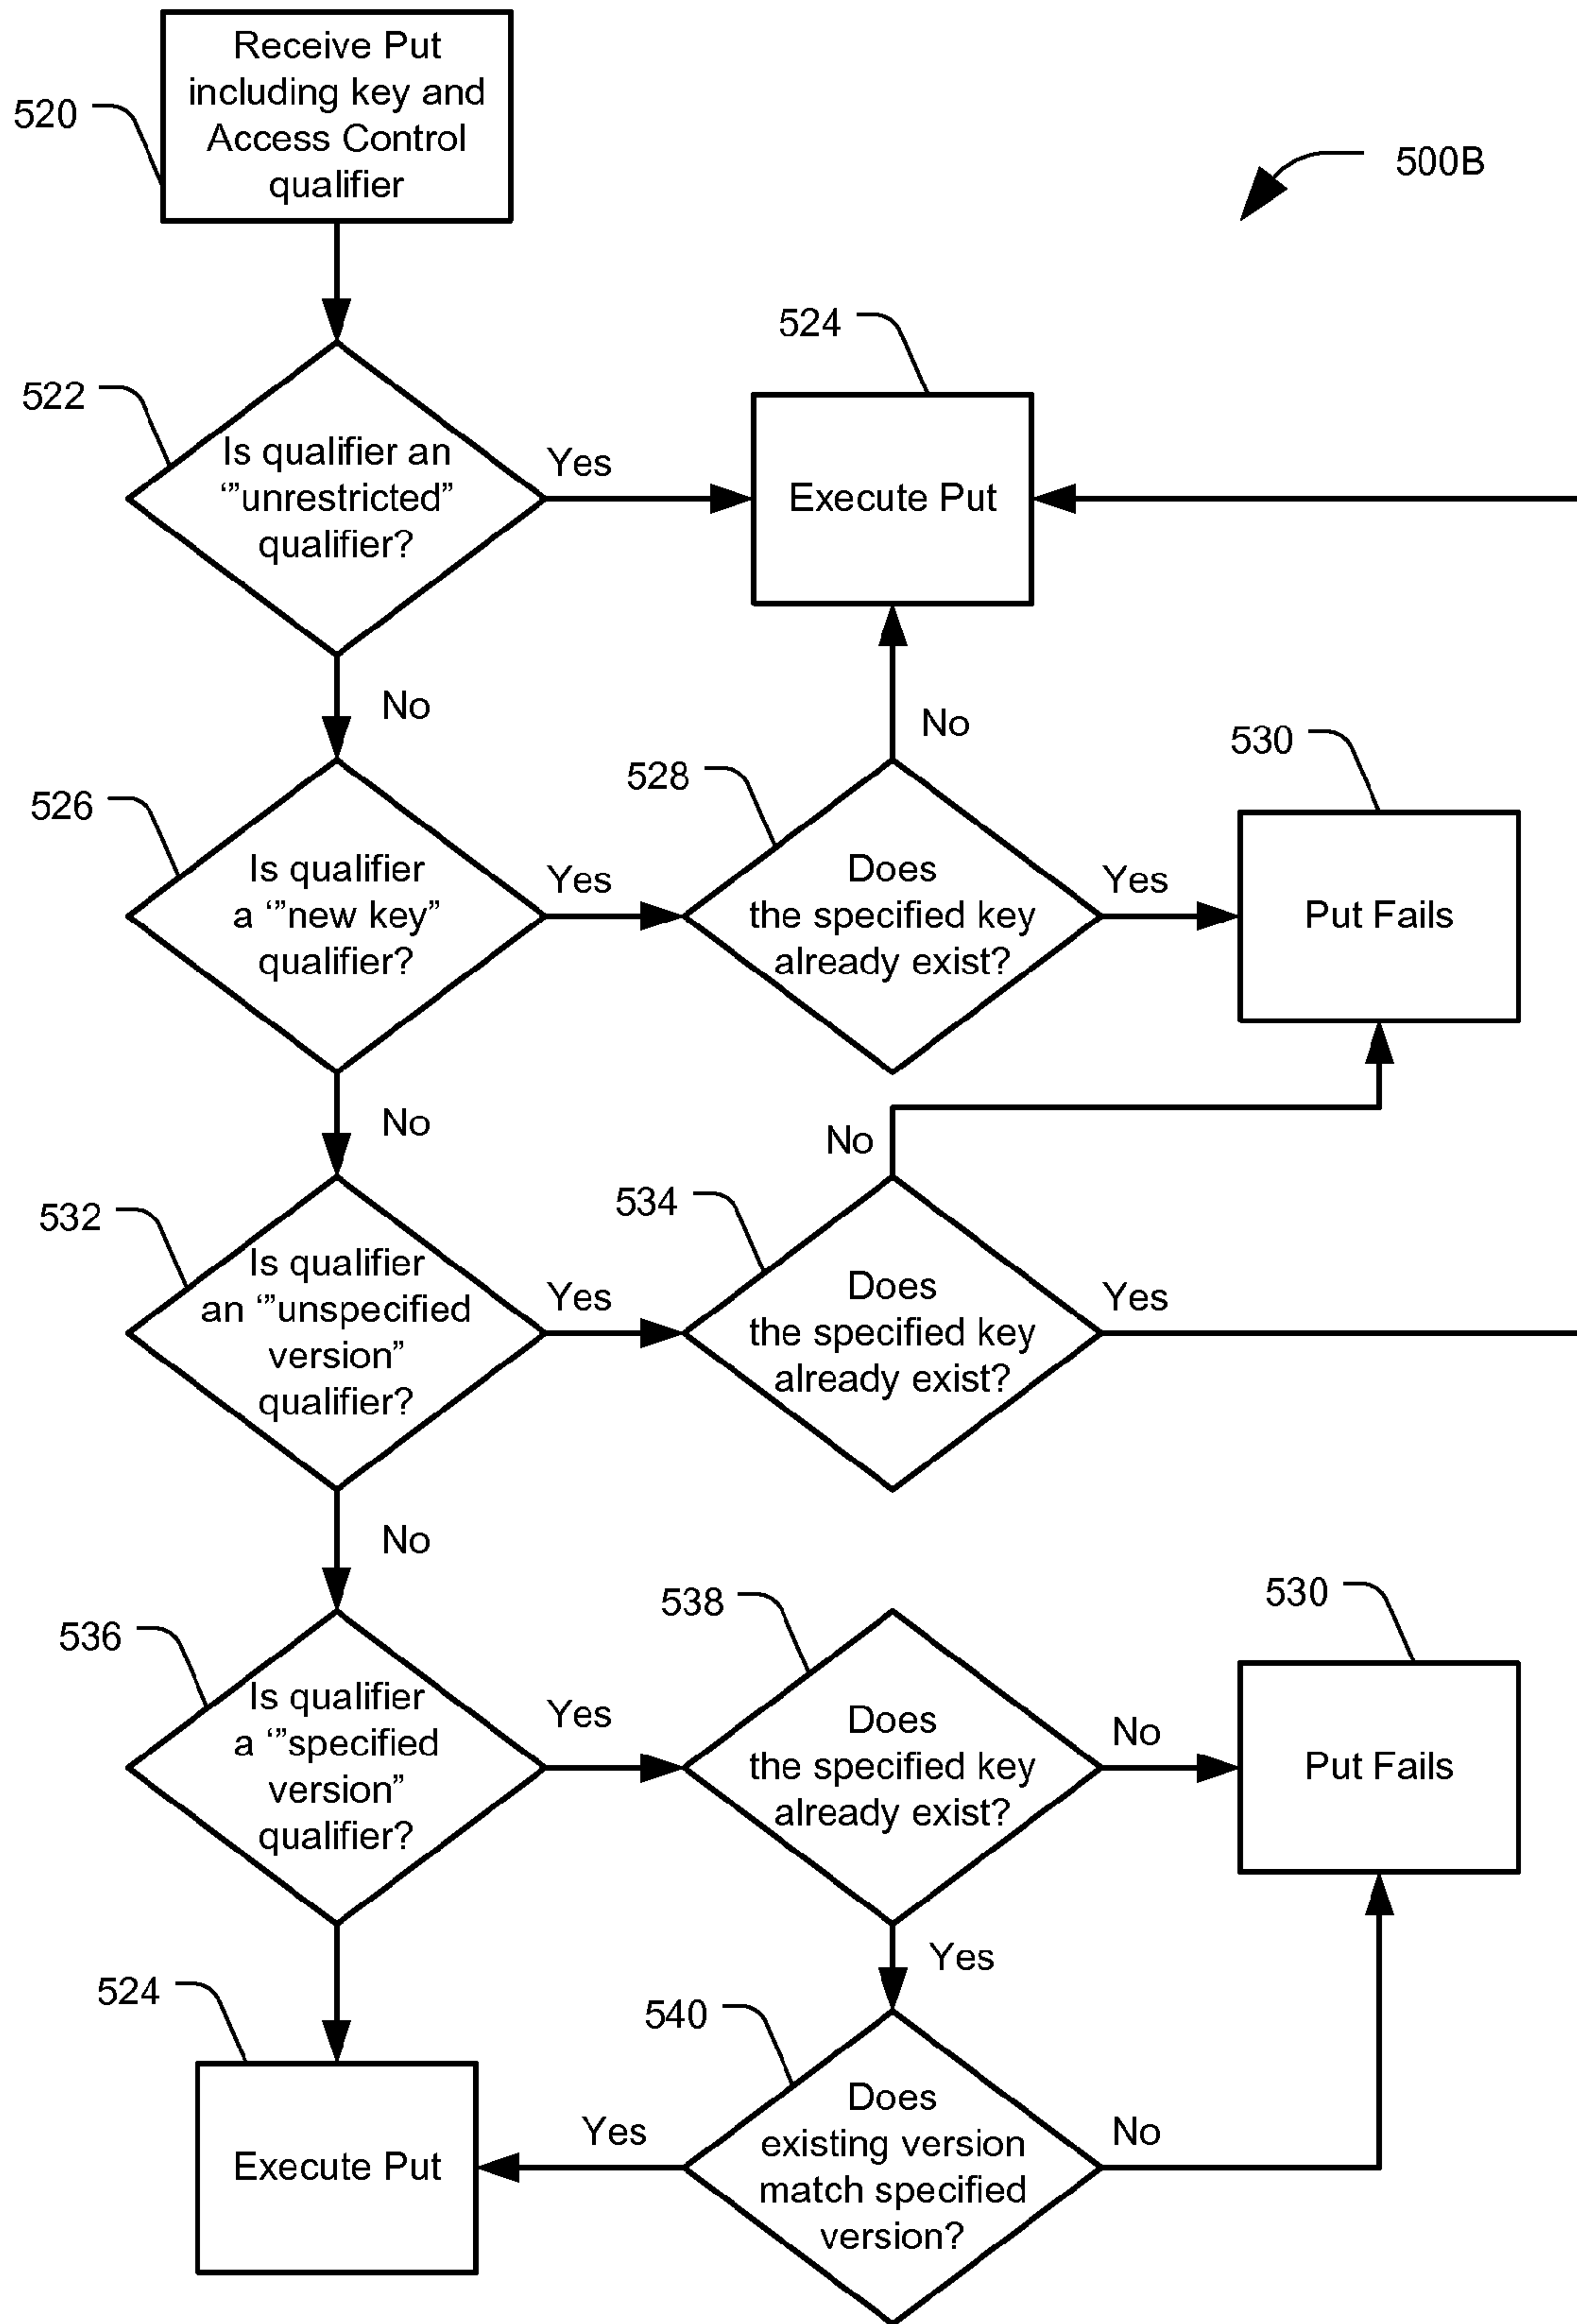 Receive Put
including key and
Access Control
qualifier
520
500B
524
522
Is qualifier an
‘”unrestricted”
qualifier?
Yes
Execute Put
No
No
530
528
526
Is qualifier
a ‘”new key”
qualifier?
Yes
Does
the specified key
already exist?
Yes
Put Fails
No
No
534
532
Is qualifier
an ‘”unspecified
version”
qualifier?
Yes
Does
the specified key
already exist?
Yes
No
538
530
536
Is qualifier
a ‘”specified
version”
qualifier?
Yes
Does
the specified key
already exist?
No
Put Fails
Yes
524
540
Execute Put
Yes
Does
existing version
match specified
version?
No